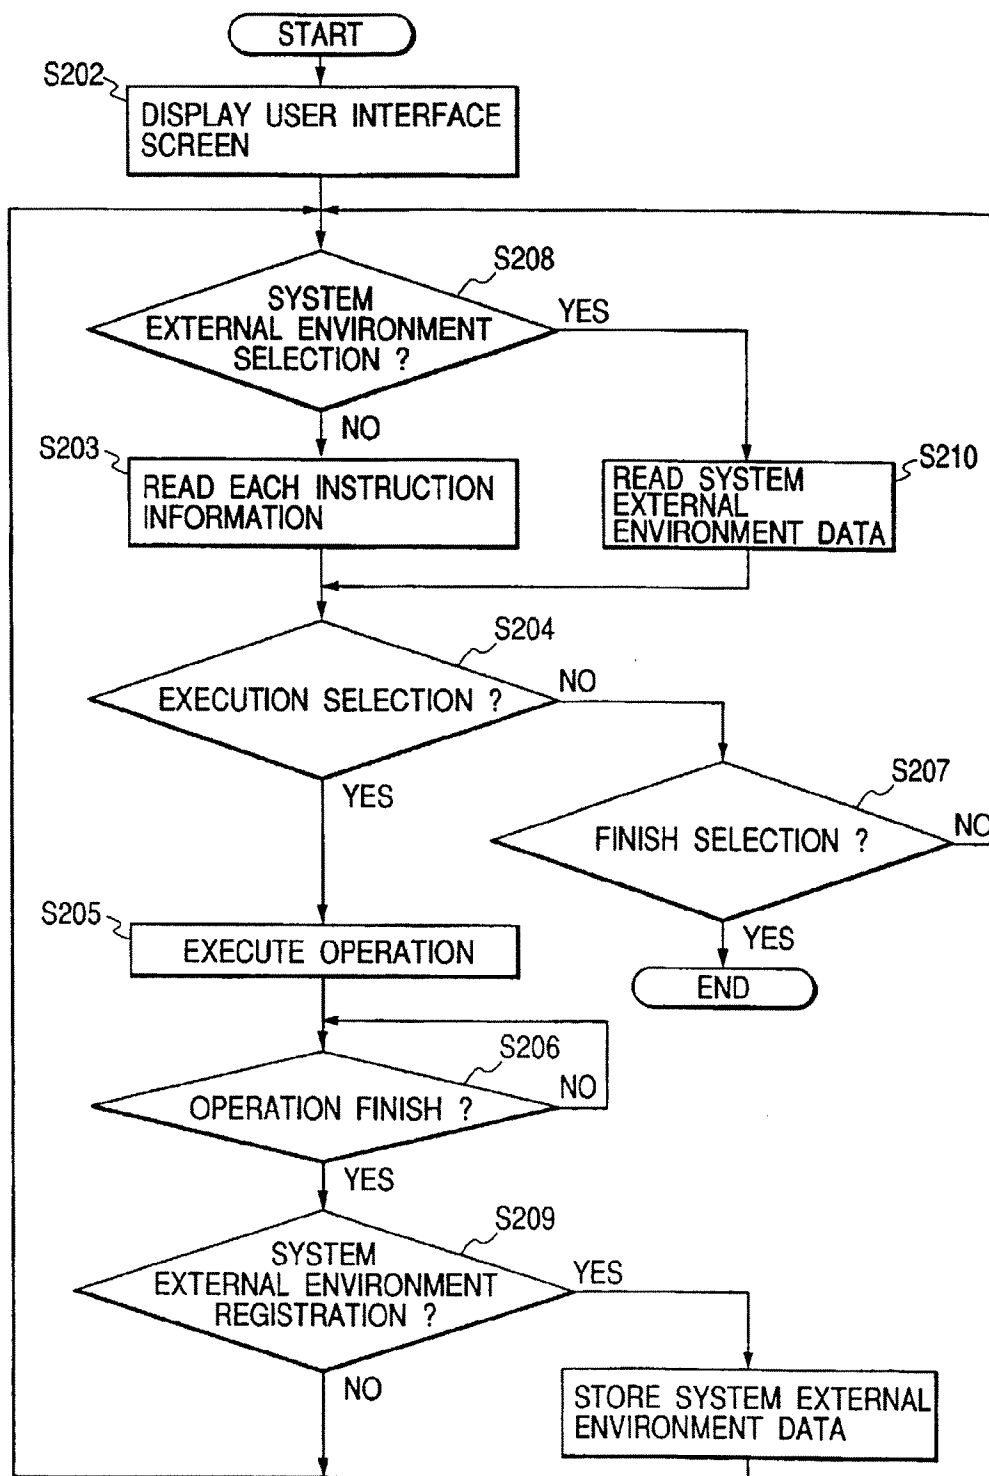 START
S202
DISPLAY USER INTERFACE
SCREEN
S208
SYSTEM
EXTERNAL ENVIRONMENT
SELECTION ?
YES
NO
S203
READ EACH INSTRUCTION
INFORMATION
S210
READ SYSTEM
EXTERNAL
ENVIRONMENT DATA
S204
EXECUTION SELECTION ?
NO
YES
S207
FINISH SELECTION ?
NO
YES
END
S205
EXECUTE OPERATION
S206
OPERATION FINISH ?
NO
YES
S209
SYSTEM
EXTERNAL ENVIRONMENT
REGISTRATION ?
YES
NO
STORE SYSTEM EXTERNAL
ENVIRONMENT DATA